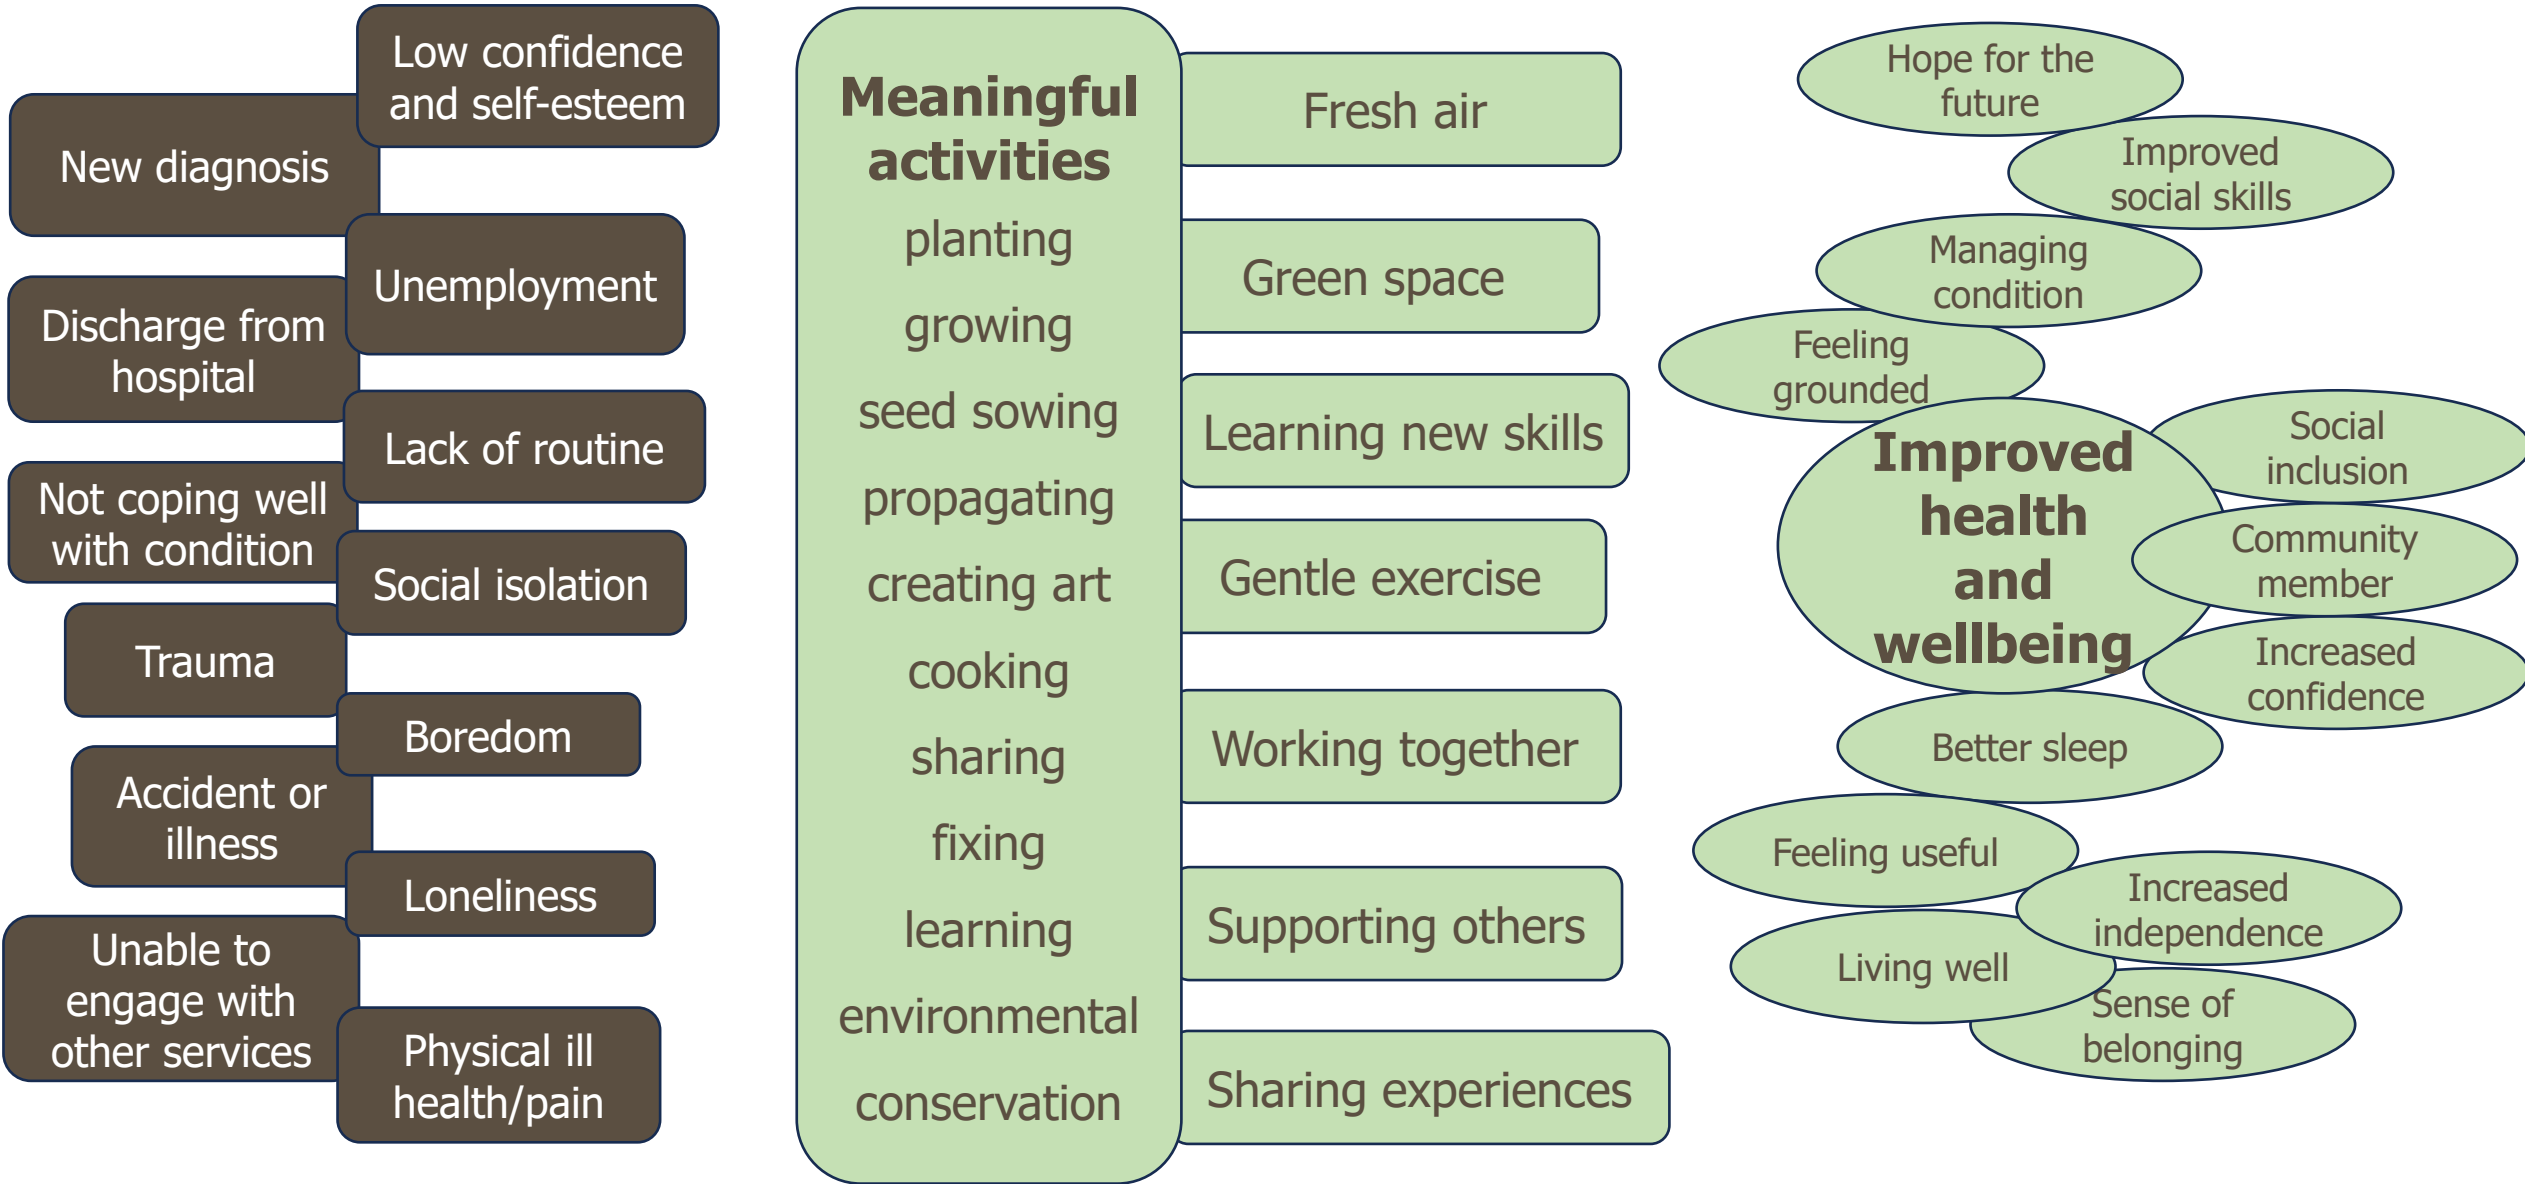 Low confidence
and self-esteem
New diagnosis
Unemployment
Discharge from
hospital
Lack of routine
Not coping well
with condition
Social isolation
Trauma
Boredom
Accident or
illness
Loneliness
Unable to
engage with
other services
Physical ill
health/pain
Meaningful
activities
planting
growing
seed sowing
propagating
creating art
cooking
sharing
fixing
learning
environmental
conservation
Fresh air
Green space
Learning new skills
Gentle exercise
Working together
Supporting others
Sharing experiences
Hope for the
future
Improved
social skills
Managing
condition
Feeling
grounded
Improved
health
and
wellbeing
Social
inclusion
Community
member
Increased
confidence
Better sleep
Feeling useful
Increased
independence
Living well
Sense of
belonging